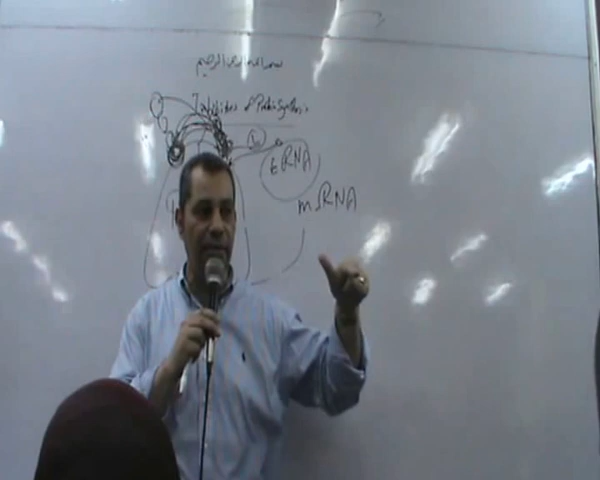 بسم الله الرحمن الرحيم
Inhibitors of Protein Synthesis
tRNA
mRNA